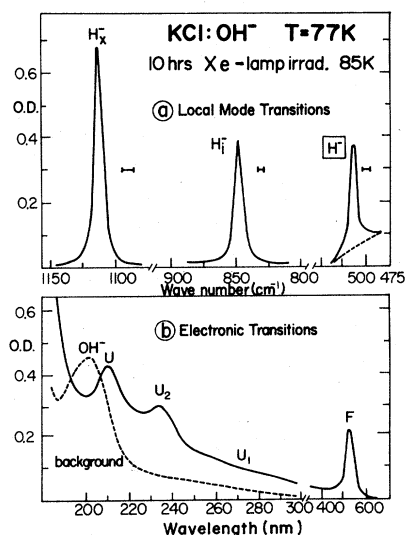 KCl:OH⁻ T=77K
10 hrs Xe-lamp irrad. 85K
ⓐ Local Mode Transitions
Hₓ⁻
Hᵢ⁻
H⁻
O.D.
0.6
0.4
0.2
1150 1100 900 850 800 500 475
Wave number (cm⁻¹)
ⓑ Electronic Transitions
O.D.
0.6
0.4
0.2
OH⁻ U
U₂
U₁
F
background
200 220 240 260 280 300 400 600
Wavelength (nm)